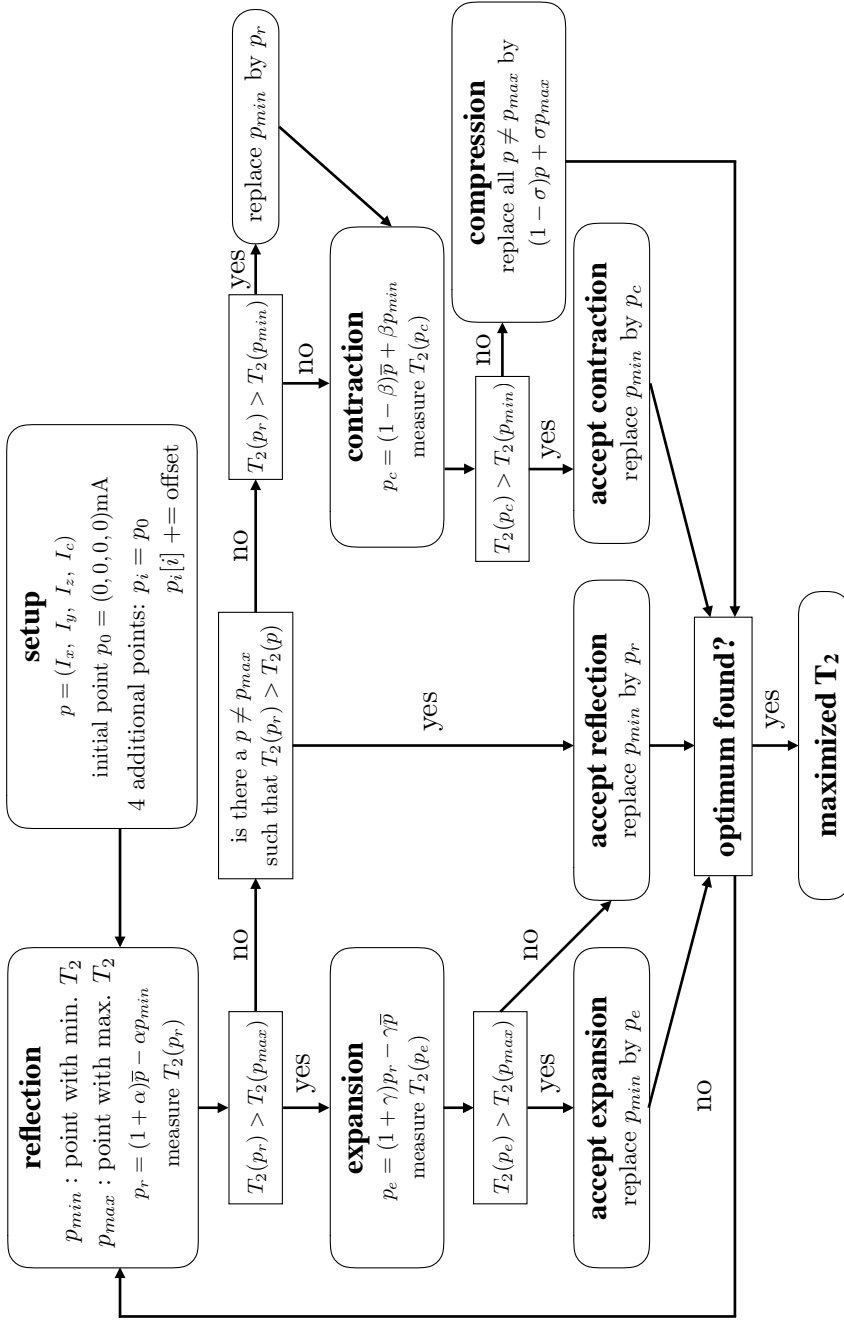 reflection
p_min : point with min. T_2
p_max : point with max. T_2
p_r = (1 + α)p̅ − αp_min
measure T_2(p_r)
setup
p = (I_x, I_y, I_z, I_c)
initial point p_0 = (0, 0, 0, 0)mA
4 additional points: p_i = p_0
p_i[i] += offset
T_2(p_r) > T_2(p_max)
no
yes
is there a p ≠ p_max
such that T_2(p_r) > T_2(p)
no
yes
T_2(p_r) > T_2(p_min)
yes
no
replace p_min by p_r
expansion
p_e = (1 + γ)p_r − γp̅
measure T_2(p_e)
contraction
p_c = (1 − β)p̅ + βp_min
measure T_2(p_c)
T_2(p_e) > T_2(p_max)
no
yes
T_2(p_c) > T_2(p_min)
no
yes
compression
replace all p ≠ p_max by
(1 − σ)p + σp_max
accept expansion
replace p_min by p_e
accept reflection
replace p_min by p_r
accept contraction
replace p_min by p_c
no
optimum found?
yes
maximized T_2